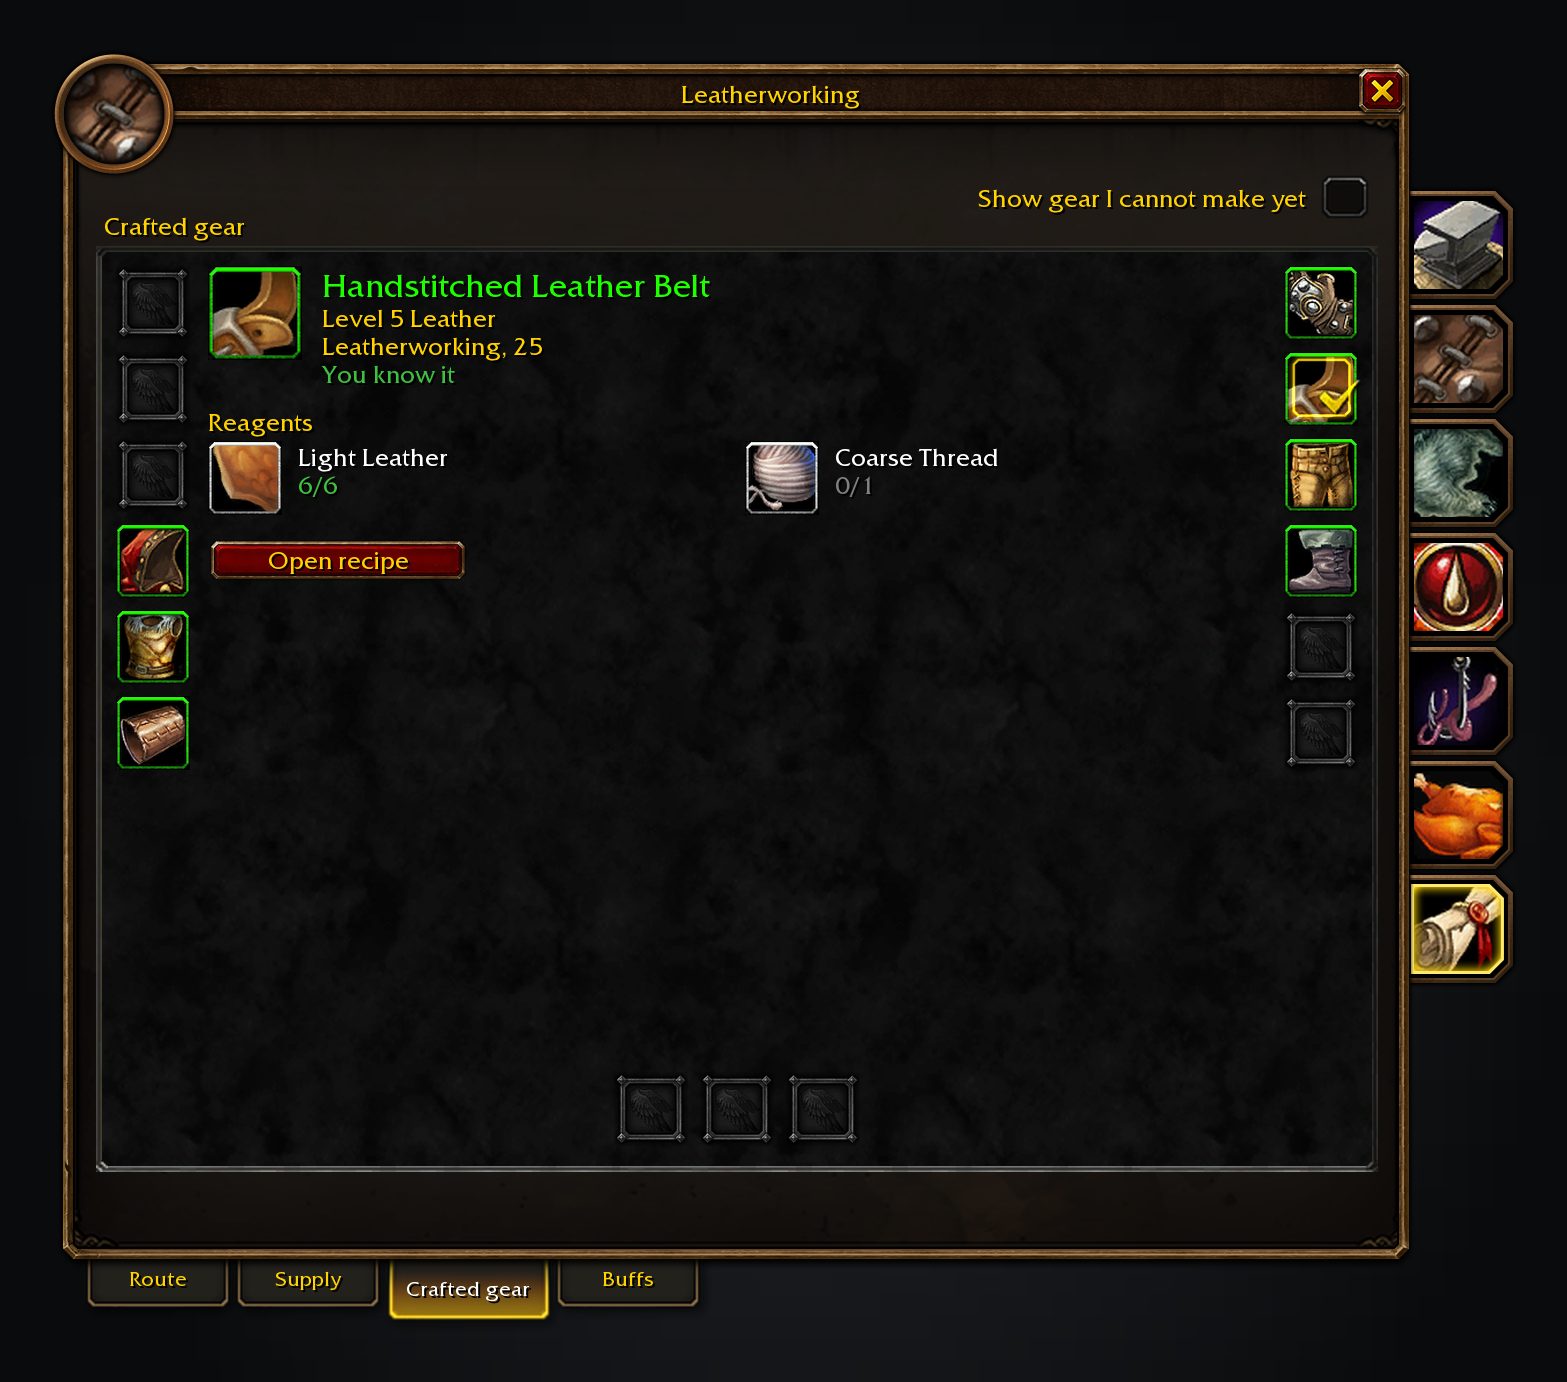 Leatherworking
Show gear I cannot make yet
Crafted gear
Handstitched Leather Belt
Level 5 Leather
Leatherworking, 25
You know it
Reagents
Light Leather
6/6
Coarse Thread
0/1
Open recipe
Route
Supply
Crafted gear
Buffs